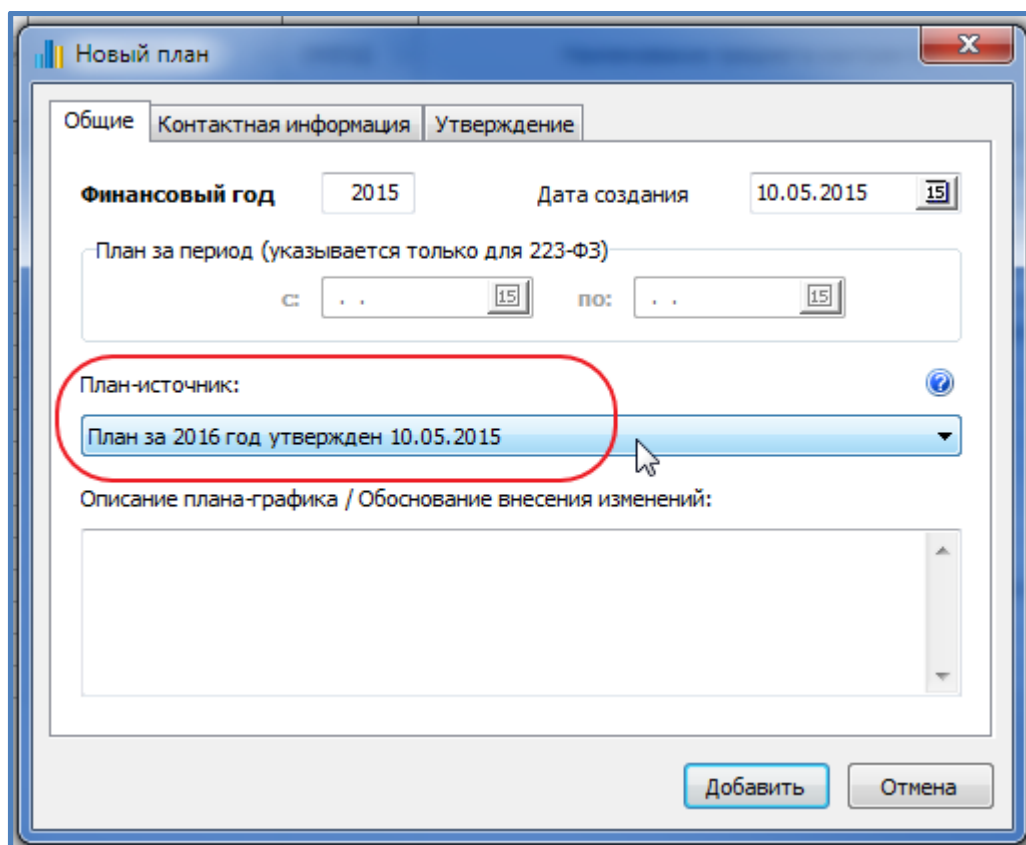 Новый план
Общие Контактная информация Утверждение
Финансовый год 2015 Дата создания 10.05.2015 15
План за период (указывается только для 223-ФЗ)
с: . . 15 по: . . 15
План-источник:
План за 2016 год утвержден 10.05.2015
Описание плана-графика / Обоснование внесения изменений:
Добавить Отмена